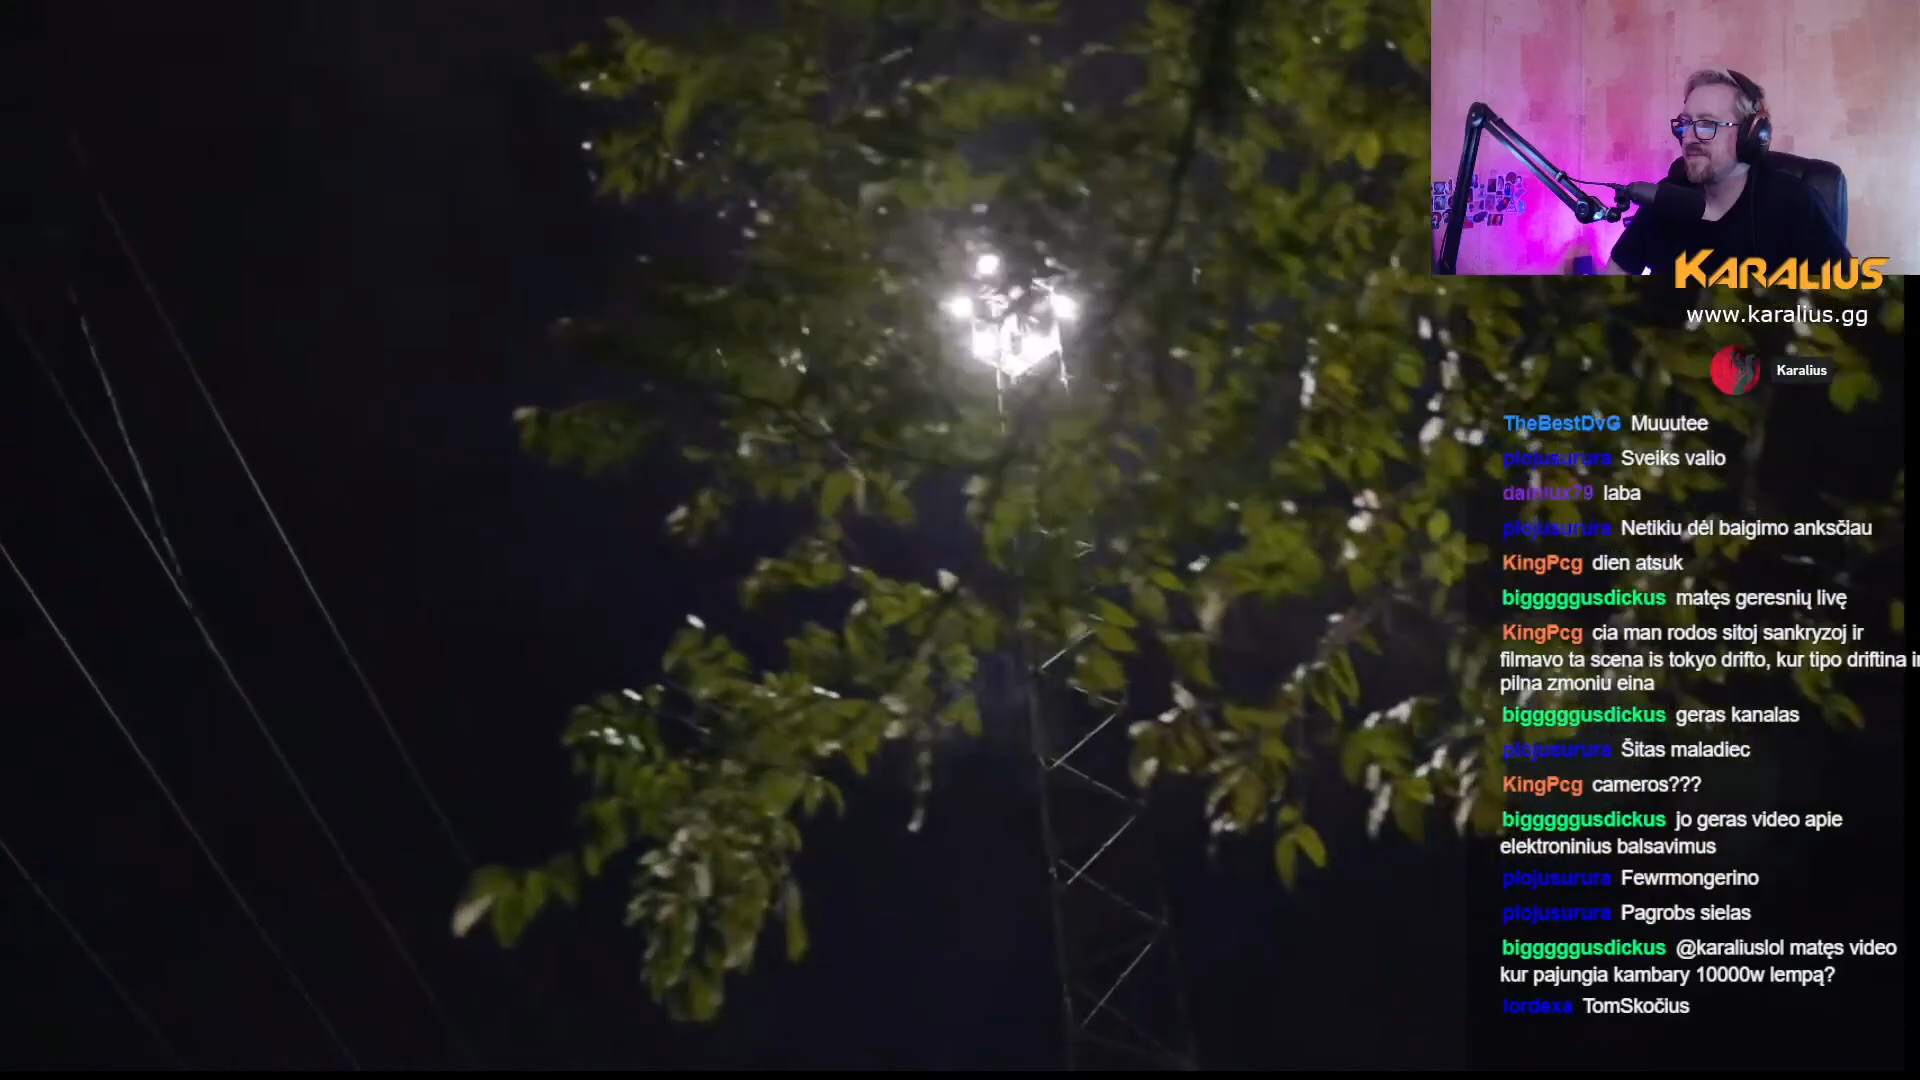 KARALIUS
www.karalius.gg
Karalius
TheBestDvG Muuutee
plojusurura Sveiks valio
damiux79 laba
plojusurura Netikiu dėl baigimo anksčiau
KingPcg dien atsuk
bigggggusdickus matęs geresnių livę
KingPcg cia man rodos sitoj sankryzoj ir
filmavo ta scena is tokyo drifto, kur tipo driftina ir
pilna zmoniu eina
bigggggusdickus geras kanalas
plojusurura Šitas maladiec
KingPcg cameros???
bigggggusdickus jo geras video apie
elektroninius balsavimus
plojusurura Fewrmongerino
plojusurura Pagrobs sielas
bigggggusdickus @karaliuslol matęs video
kur pajungia kambary 10000w lempą?
lordexa TomSkočius